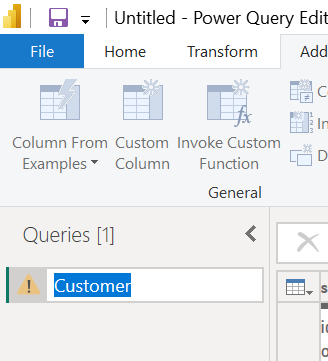 Untitled - Power Query Edit
File Home Transform Add
Column From Examples
Custom Column
Invoke Custom Function
General
Queries [1]
Customer